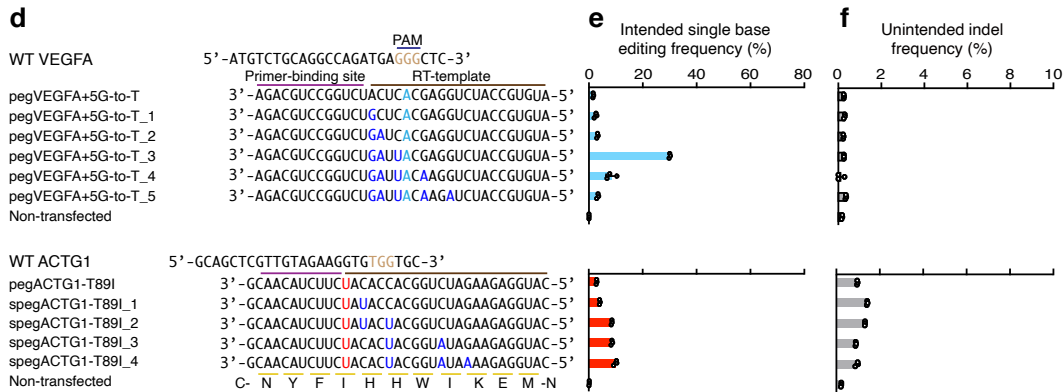 d
e
Intended single base
editing frequency (%)
f
Unintended indel
frequency (%)
PAM
WT VEGFA 5'-ATGTCTGCAGGCCAGATGAGGGCTC-3'
Primer-binding site RT-template
0 20 40 60 80
0 2 4 6 8 10
pegVEGFA+5G-to-T 3'-AGACGUCCGGUCUACUCACGAGGUCUACCGUGUA-5'
pegVEGFA+5G-to-T_1 3'-AGACGUCCGGUCUGCUCACGAGGUCUACCGUGUA-5'
pegVEGFA+5G-to-T_2 3'-AGACGUCCGGUCUGAUCACGAGGUCUACCGUGUA-5'
pegVEGFA+5G-to-T_3 3'-AGACGUCCGGUCUGAUUACGAGGUCUACCGUGUA-5'
pegVEGFA+5G-to-T_4 3'-AGACGUCCGGUCUGAUUACAAGGUCUACCGUGUA-5'
pegVEGFA+5G-to-T_5 3'-AGACGUCCGGUCUGAUUACAAGAUCUACCGUGUA-5'
Non-transfected
WT ACTG1 5'-GCAGCTCGTTGTAGAAGGTGTGGTGC-3'
pegACTG1-T89I 3'-GCAACAUCUUCUACACCACGGUCUAGAAGAGGUAC-5'
spegACTG1-T89I_1 3'-GCAACAUCUUCUAUACCACGGUCUAGAAGAGGUAC-5'
spegACTG1-T89I_2 3'-GCAACAUCUUCUAUACUACGGUCUAGAAGAGGUAC-5'
spegACTG1-T89I_3 3'-GCAACAUCUUCUACACUACGGUAUAGAAGAGGUAC-5'
spegACTG1-T89I_4 3'-GCAACAUCUUCUACACUACGGUAUAAAAGAGGUAC-5'
Non-transfected C- N Y F I H H W I K E M -N